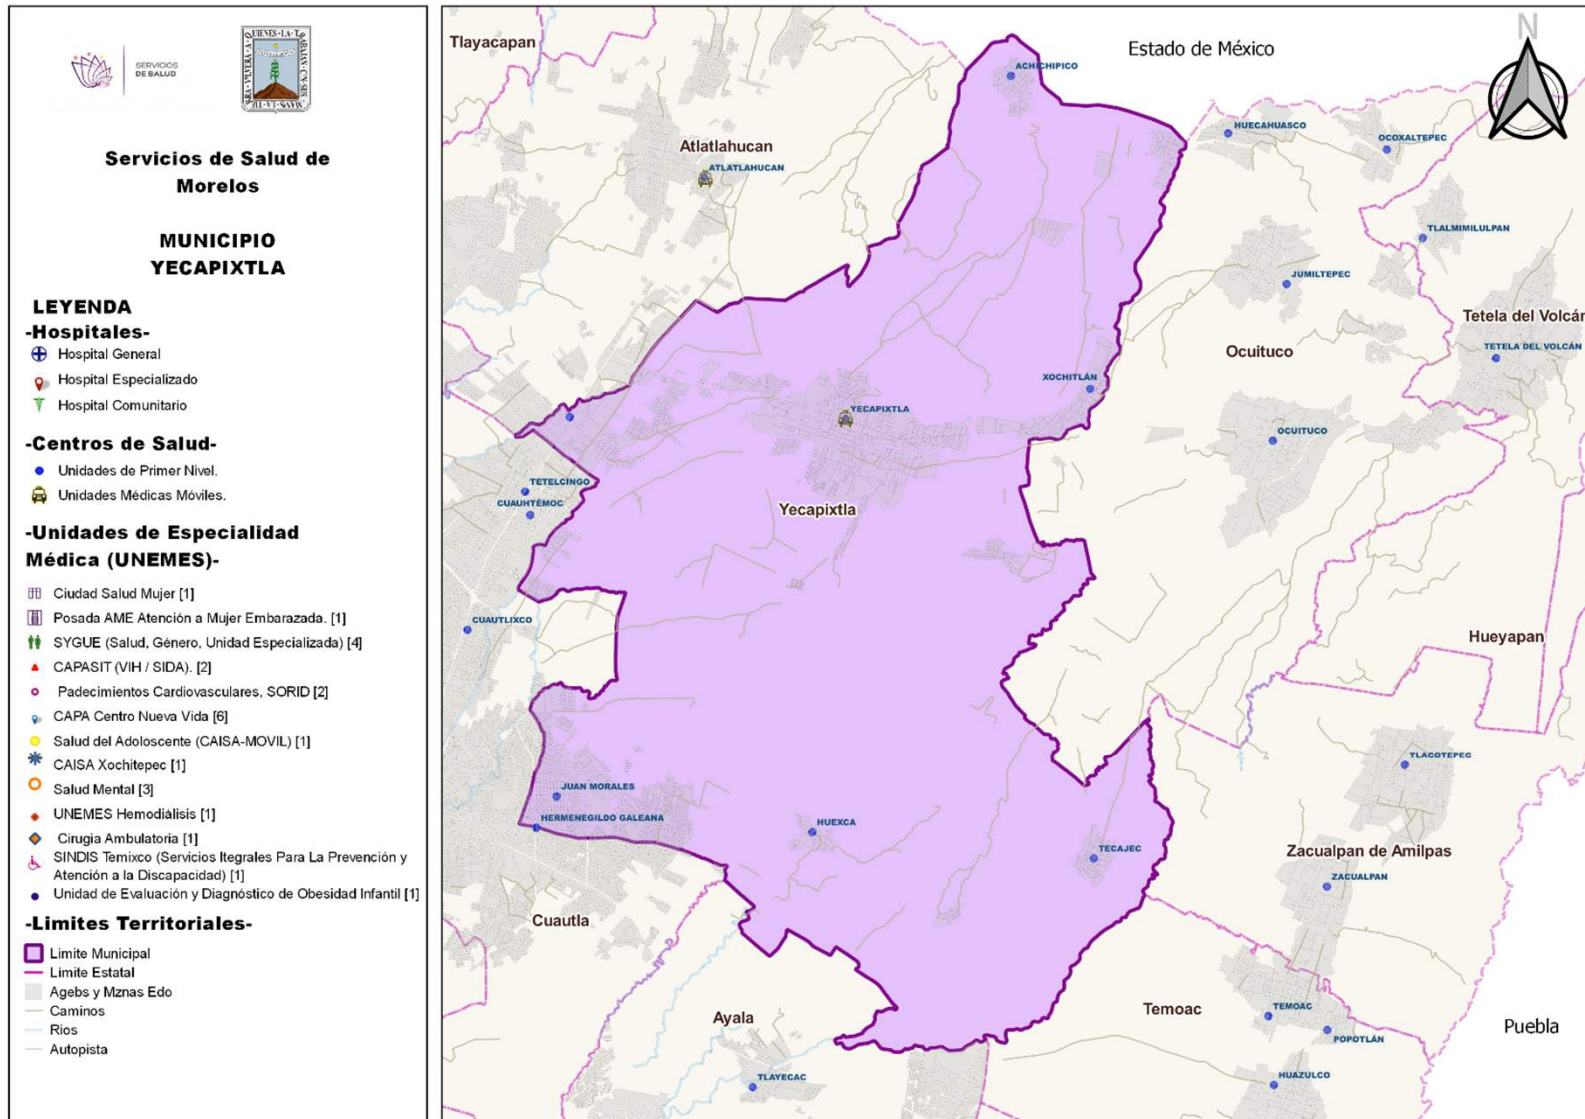 SERVICIOS
DE SALUD
Servicios de Salud de
Morelos
MUNICIPIO
YECAPIXTLA
LEYENDA
-Hospitales-
Hospital General
Hospital Especializado
Hospital Comunitario
-Centros de Salud-
Unidades de Primer Nivel.
Unidades Médicas Móviles.
-Unidades de Especialidad
Médica (UNEMES)-
Ciudad Salud Mujer [1]
Posada AME Atención a Mujer Embarazada. [1]
SYGUE (Salud, Género, Unidad Especializada) [4]
CAPASIT (VIH / SIDA). [2]
Padecimientos Cardiovasculares, SORID [2]
CAPA Centro Nueva Vida [6]
Salud del Adoloscente (CAISA-MOVIL) [1]
CAISA Xochitepec [1]
Salud Mental [3]
UNEMES Hemodiálisis [1]
Cirugia Ambulatoria [1]
SINDIS Temixco (Servicios Itegrales Para La Prevención y
Atención a la Discapacidad) [1]
Unidad de Evaluación y Diagnóstico de Obesidad Infantil [1]
-Limites Territoriales-
Limite Municipal
Limite Estatal
Agebs y Mznas Edo
Caminos
Rios
Autopista
Tlayacapan
Estado de México
N
ACHICHIPICO
HUECAHUASCO
OCOXALTEPEC
Atlatlahucan
ATLATLAHUCAN
TLALMIMILULPAN
JUMILTEPEC
Tetela del Volcán
TETELA DEL VOLCÁN
Ocuituco
XOCHITLÁN
YECAPIXTLA
OCUITUCO
TETELCINGO
CUAUHTÉMOC
Yecapixtla
CUAUTLIXCO
Hueyapan
TLACOTEPEC
JUAN MORALES
HERMENEGILDO GALEANA
HUEXCA
TECAJEC
Zacualpan de Amilpas
ZACUALPAN
Cuautla
Ayala
Temoac
TEMOAC
POPOTLÁN
Puebla
TLAYECAC
HUAZULCO